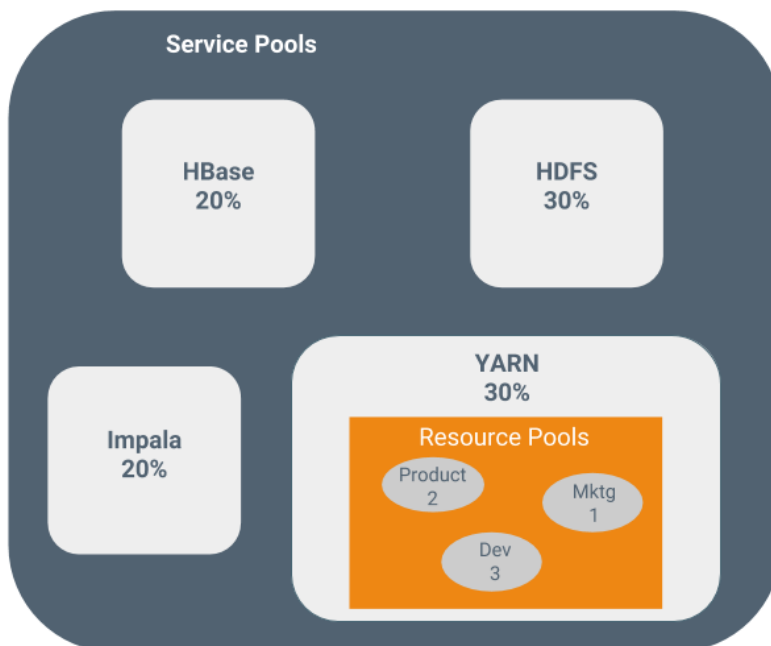 Service Pools
HBase
20%
HDFS
30%
Impala
20%
YARN
30%
Resource Pools
Product
2
Mktg
1
Dev
3